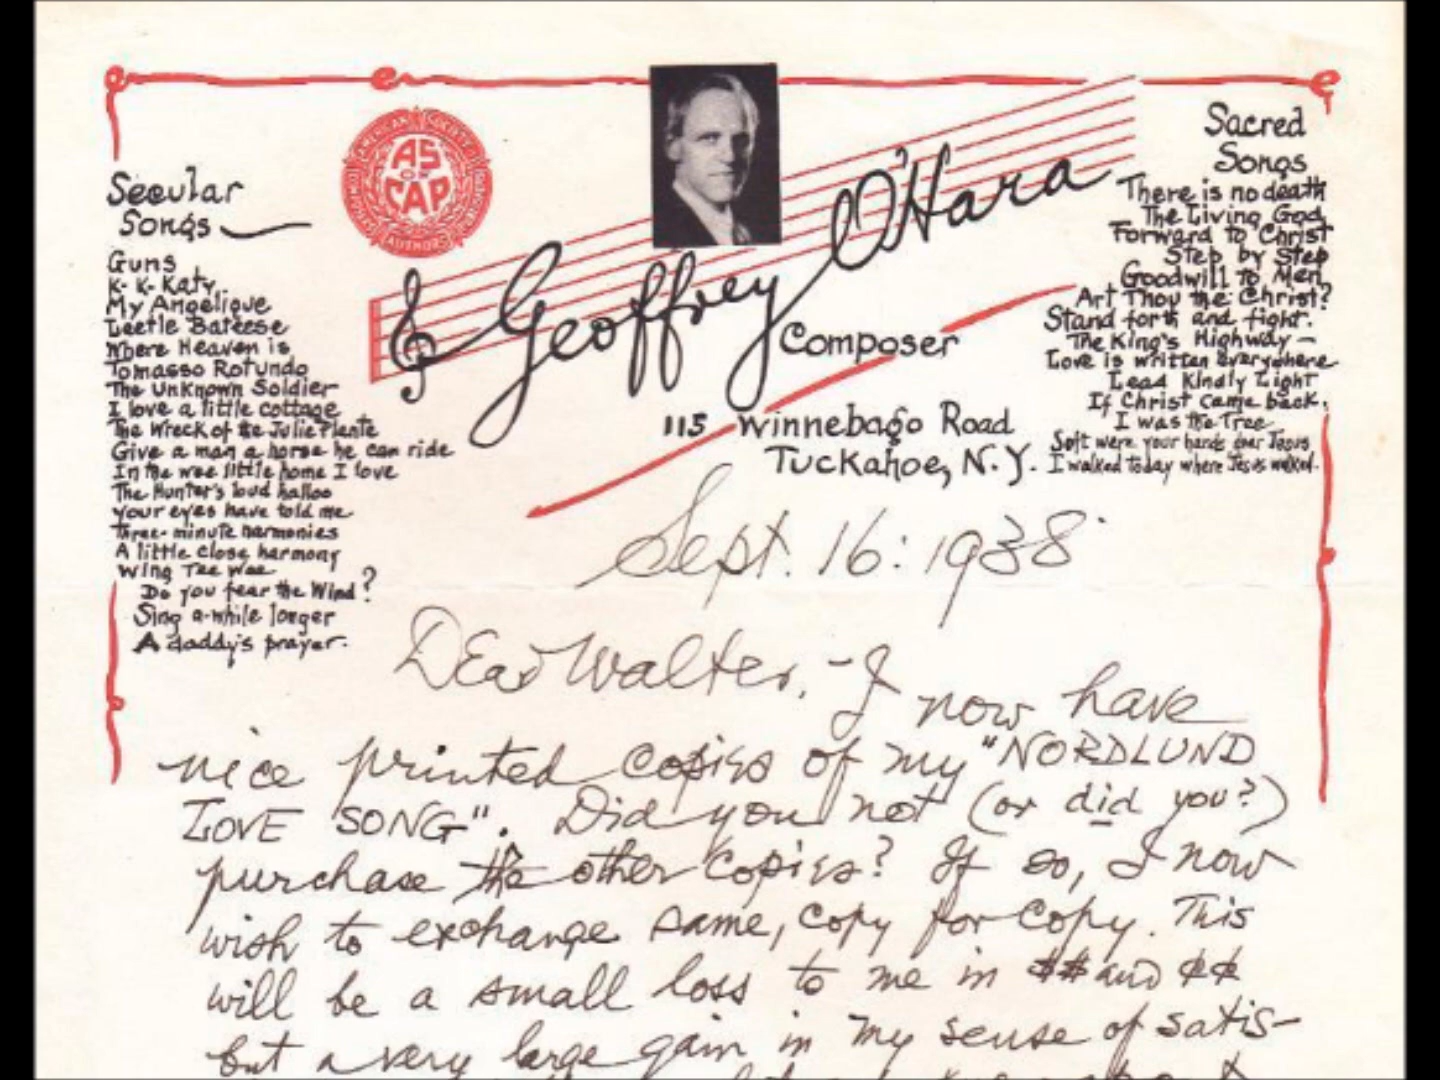 AMERICAN SOCIETY OF COMPOSERS AUTHORS
AS
OF
CAP
Geoffrey O'Hara
Composer
115 Winnebago Road
Tuckahoe, N.Y.
Secular
Songs
Guns
K-K-Katy
My Angelique
Leetle Bateese
Where Heaven is
Tomasso Rotundo
The Unknown Soldier
I love a little cottage
The Wreck of the Julie Plante
Give a man a horse he can ride
In the wee little home I love
The Hunter's loud halloo
your eyes have told me
Three-minute harmonies
A little close harmony
Wing Tee Wee
Do you fear the Wind?
Sing a-while longer
A daddy's prayer.
Sacred
Songs
There is no death
The Living God
Forward to Christ
Step by Step
Goodwill to Men
Art Thou the Christ?
Stand forth and fight.
The King's Highway –
Love is written everywhere
Lead Kindly Light
If Christ came back.
I was the Tree
Soft were your hands dear Jesus
I walked today where Jesus walked.
Sept. 16: 1938
Dear Walter, - I now have
nice printed copies of my "NORDLUND
LOVE SONG". Did you not (or did you?)
purchase the other copies? If so, I now
wish to exchange same, copy for copy. This
will be a small loss to me in $$ and ¢¢
but a very large gain in my sense of satis-